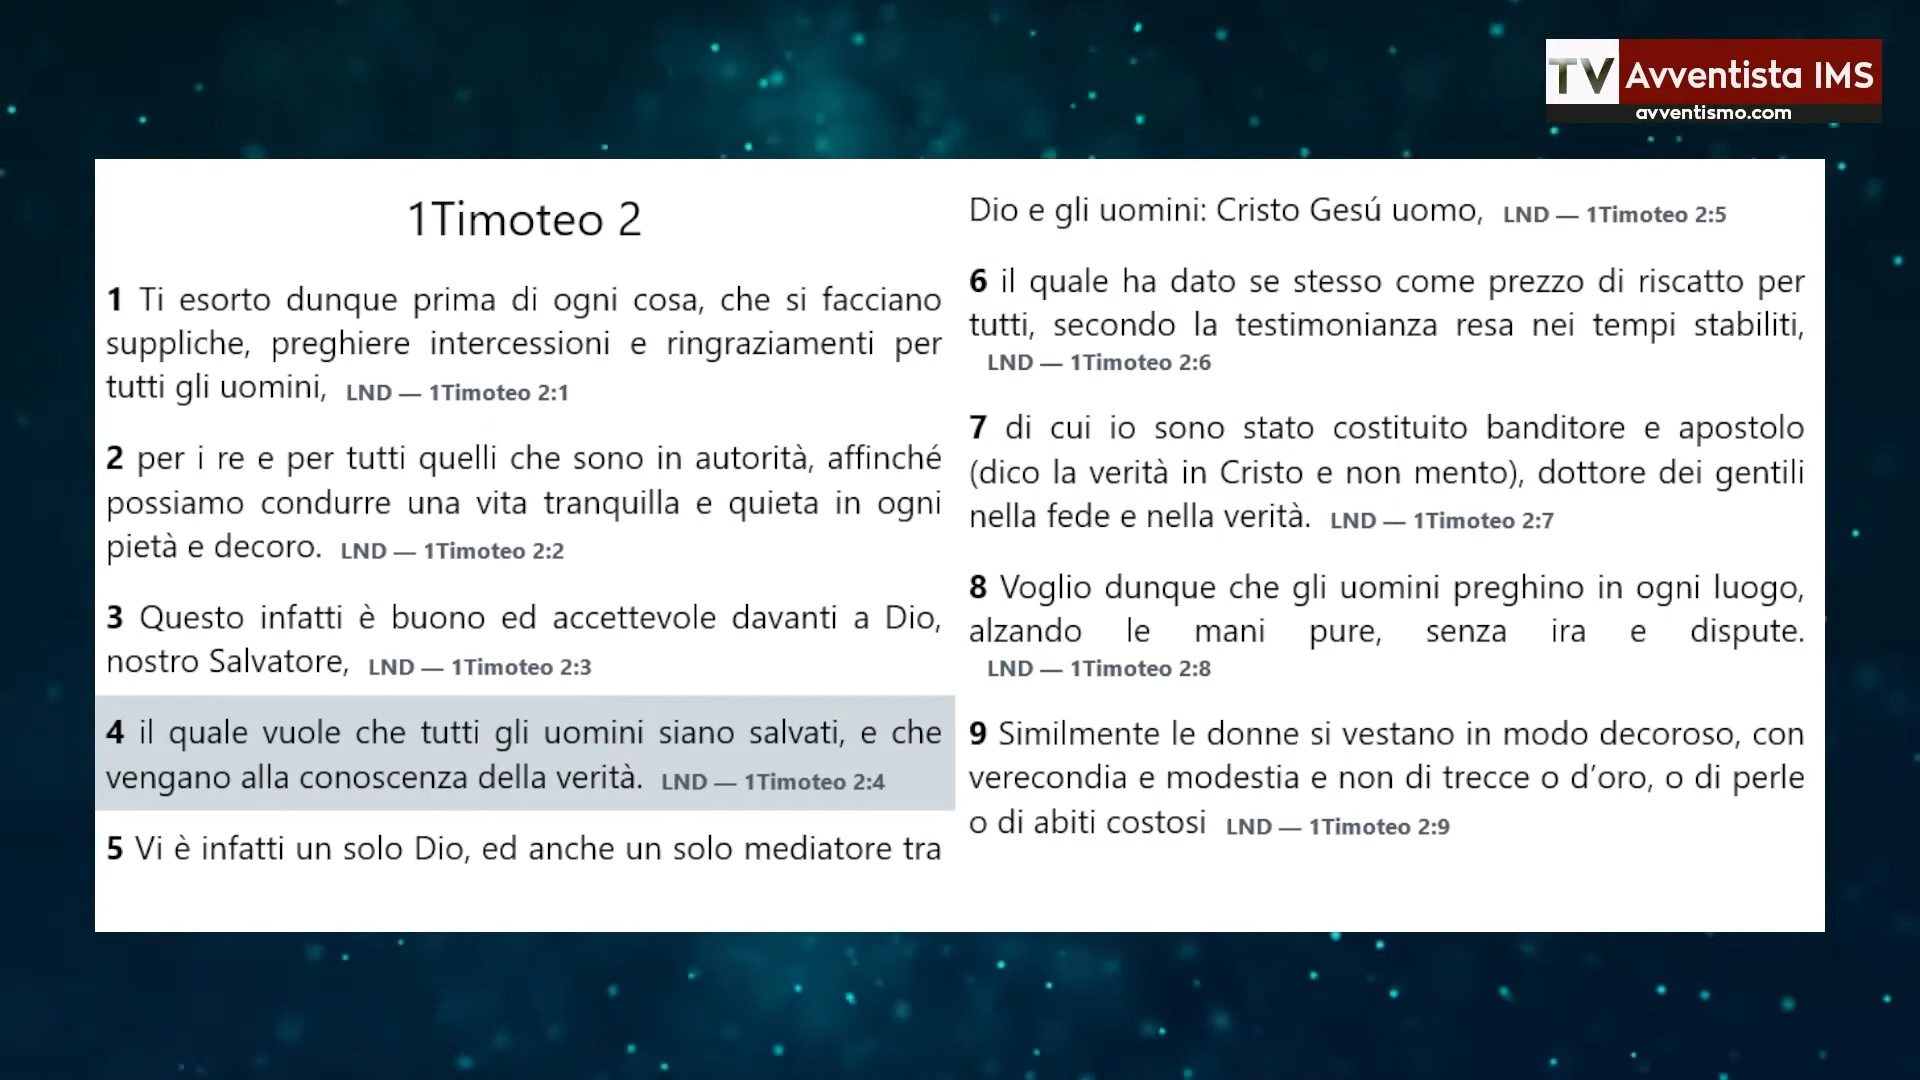 TV Avventista IMS
avventismo.com
1Timoteo 2
1 Ti esorto dunque prima di ogni cosa, che si facciano
suppliche, preghiere intercessioni e ringraziamenti per
tutti gli uomini, LND — 1Timoteo 2:1
2 per i re e per tutti quelli che sono in autorità, affinché
possiamo condurre una vita tranquilla e quieta in ogni
pietà e decoro. LND — 1Timoteo 2:2
3 Questo infatti è buono ed accettevole davanti a Dio,
nostro Salvatore, LND — 1Timoteo 2:3
4 il quale vuole che tutti gli uomini siano salvati, e che
vengano alla conoscenza della verità. LND — 1Timoteo 2:4
5 Vi è infatti un solo Dio, ed anche un solo mediatore tra
Dio e gli uomini: Cristo Gesú uomo, LND — 1Timoteo 2:5
6 il quale ha dato se stesso come prezzo di riscatto per
tutti, secondo la testimonianza resa nei tempi stabiliti,
LND — 1Timoteo 2:6
7 di cui io sono stato costituito banditore e apostolo
(dico la verità in Cristo e non mento), dottore dei gentili
nella fede e nella verità. LND — 1Timoteo 2:7
8 Voglio dunque che gli uomini preghino in ogni luogo,
alzando le mani pure, senza ira e dispute.
LND — 1Timoteo 2:8
9 Similmente le donne si vestano in modo decoroso, con
verecondia e modestia e non di trecce o d’oro, o di perle
o di abiti costosi LND — 1Timoteo 2:9